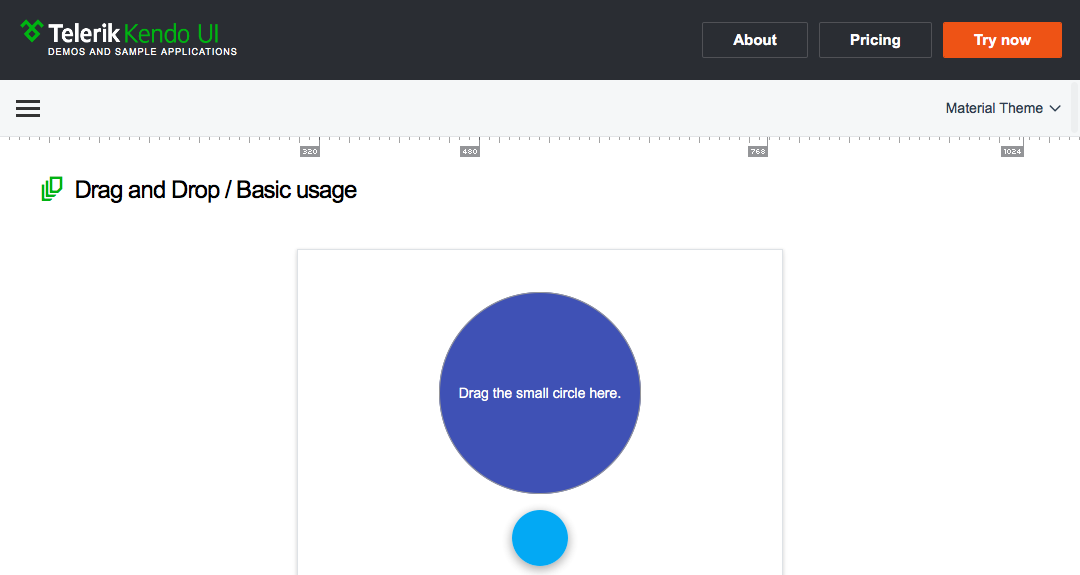 Telerik Kendo UI
DEMOS AND SAMPLE APPLICATIONS
About
Pricing
Try now
Material Theme
320
480
768
1024
Drag and Drop / Basic usage
Drag the small circle here.